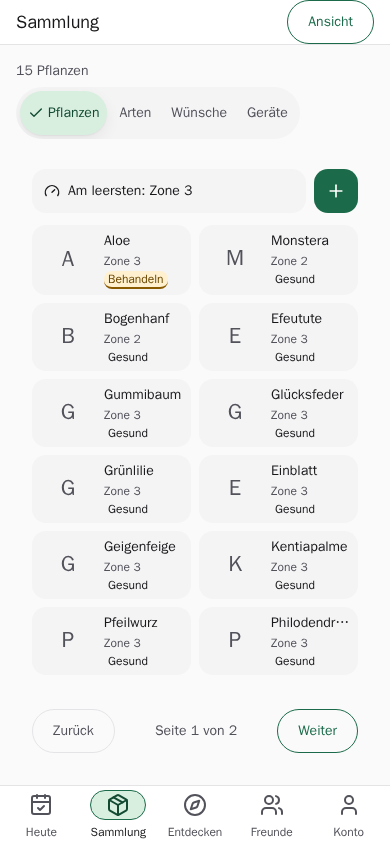 Sammlung
Ansicht
15 Pflanzen
Pflanzen Arten Wünsche Geräte
Am leersten: Zone 3
A
Aloe
Zone 3
Behandeln
M
Monstera
Zone 2
Gesund
B
Bogenhanf
Zone 2
Gesund
E
Efeutute
Zone 3
Gesund
G
Gummibaum
Zone 3
Gesund
G
Glücksfeder
Zone 3
Gesund
G
Grünlilie
Zone 3
Gesund
E
Einblatt
Zone 3
Gesund
G
Geigenfeige
Zone 3
Gesund
K
Kentiapalme
Zone 3
Gesund
P
Pfeilwurz
Zone 3
Gesund
P
Philodendr···
Zone 3
Gesund
Zurück
Seite 1 von 2
Weiter
Heute Sammlung Entdecken Freunde Konto